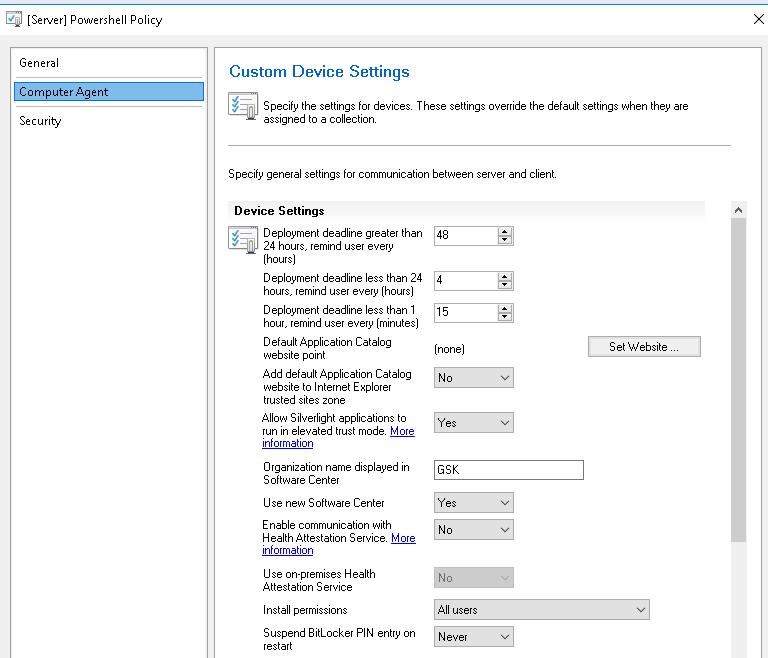 [Server] Powershell Policy
General
Computer Agent
Security
Custom Device Settings
Specify the settings for devices. These settings override the default settings when they are
assigned to a collection.
Specify general settings for communication between server and client.
Device Settings
Deployment deadline greater than
24 hours, remind user every
(hours)
48
Deployment deadline less than 24
hours, remind user every (hours)
4
Deployment deadline less than 1
hour, remind user every (minutes)
15
Default Application Catalog
website point
(none)
Set Website ...
Add default Application Catalog
website to Internet Explorer
trusted sites zone
No
Allow Silverlight applications to
run in elevated trust mode. More
information
Yes
Organization name displayed in
Software Center
GSK
Use new Software Center
Yes
Enable communication with
Health Attestation Service. More
information
No
Use on-premises Health
Attestation Service
No
Install permissions
All users
Suspend BitLocker PIN entry on
restart
Never